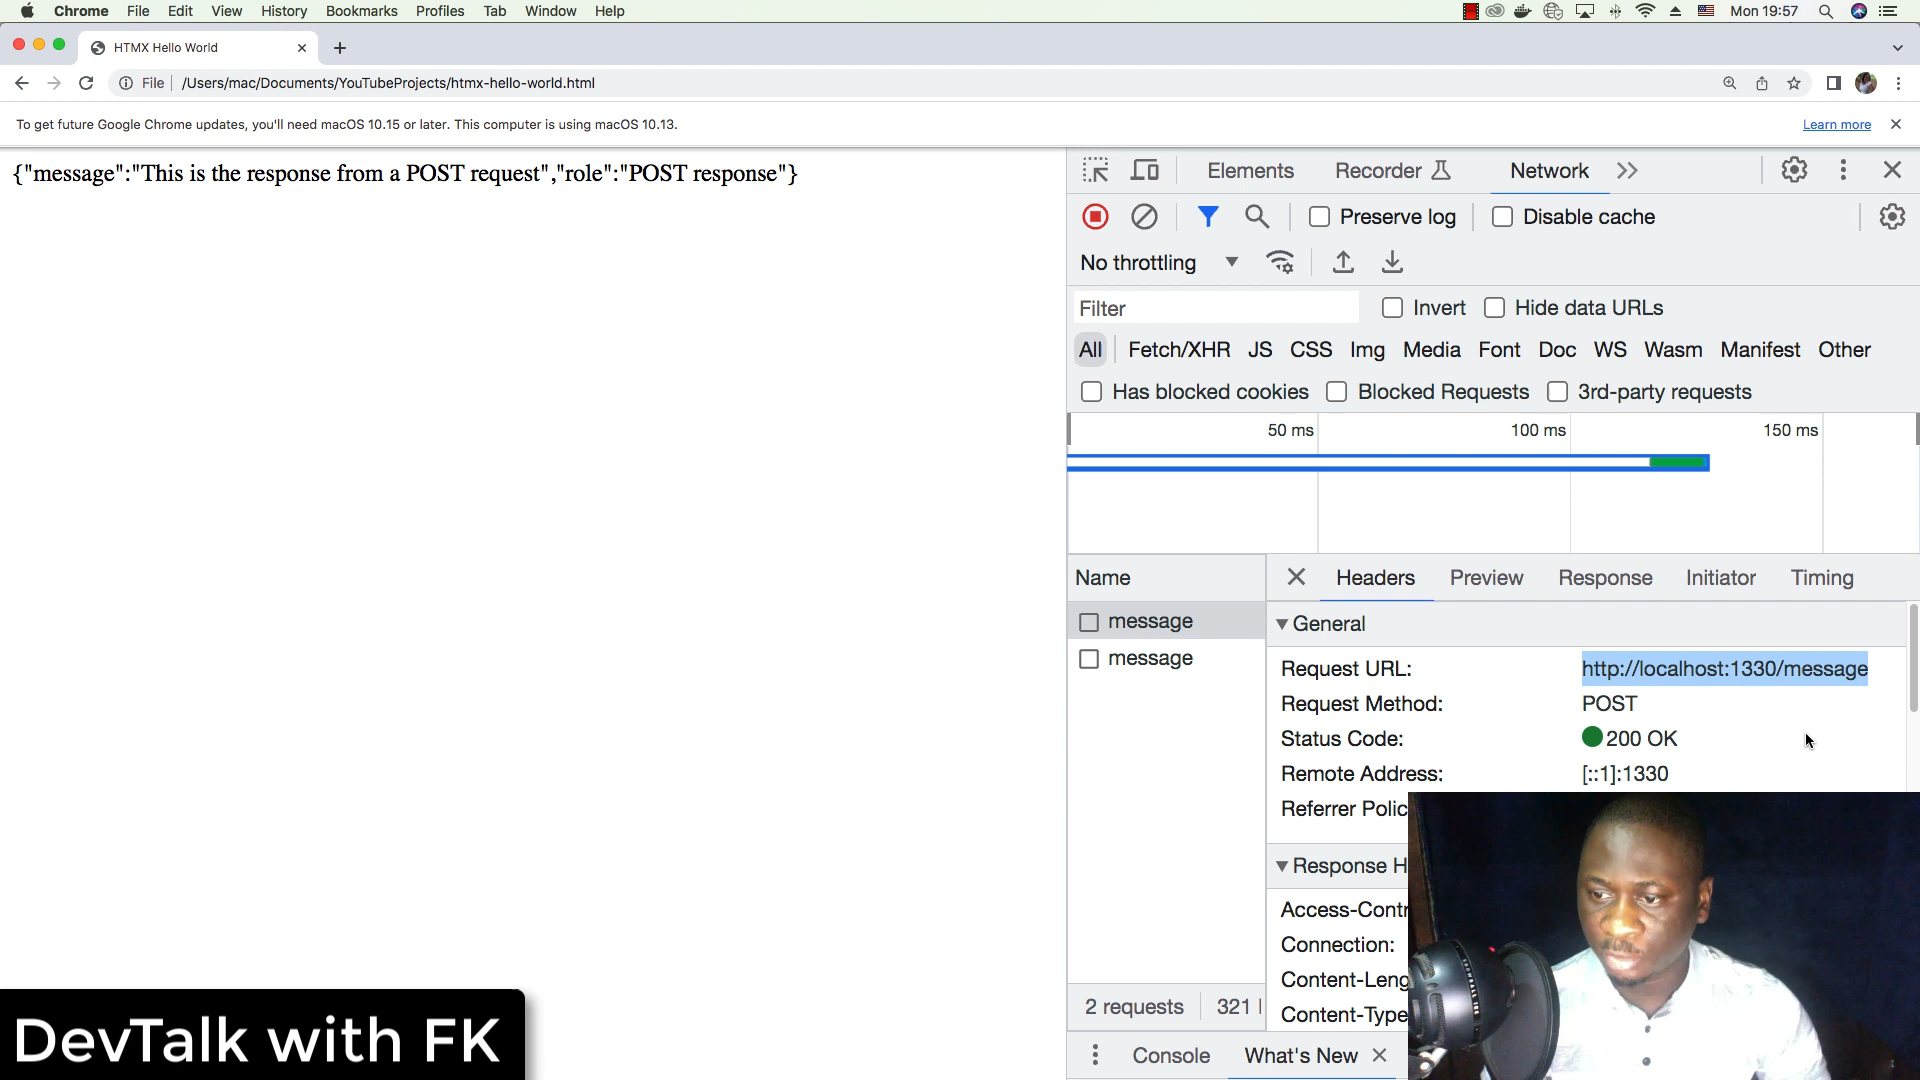 Chrome File Edit View History Bookmarks Profiles Tab Window Help Mon 19:57
HTMX Hello World
File /Users/mac/Documents/YouTubeProjects/htmx-hello-world.html
To get future Google Chrome updates, you'll need macOS 10.15 or later. This computer is using macOS 10.13. Learn more
{"message":"This is the response from a POST request","role":"POST response"}
Elements Recorder Network
Preserve log Disable cache
No throttling
Filter Invert Hide data URLs
All Fetch/XHR JS CSS Img Media Font Doc WS Wasm Manifest Other
Has blocked cookies Blocked Requests 3rd-party requests
50 ms 100 ms 150 ms
Name Headers Preview Response Initiator Timing
message
message
General
Request URL: http://localhost:1330/message
Request Method: POST
Status Code: 200 OK
Remote Address: [::1]:1330
Referrer Polic
Response H
Access-Contr
Connection:
Content-Leng
Content-Type
2 requests 321
Console What's New
DevTalk with FK